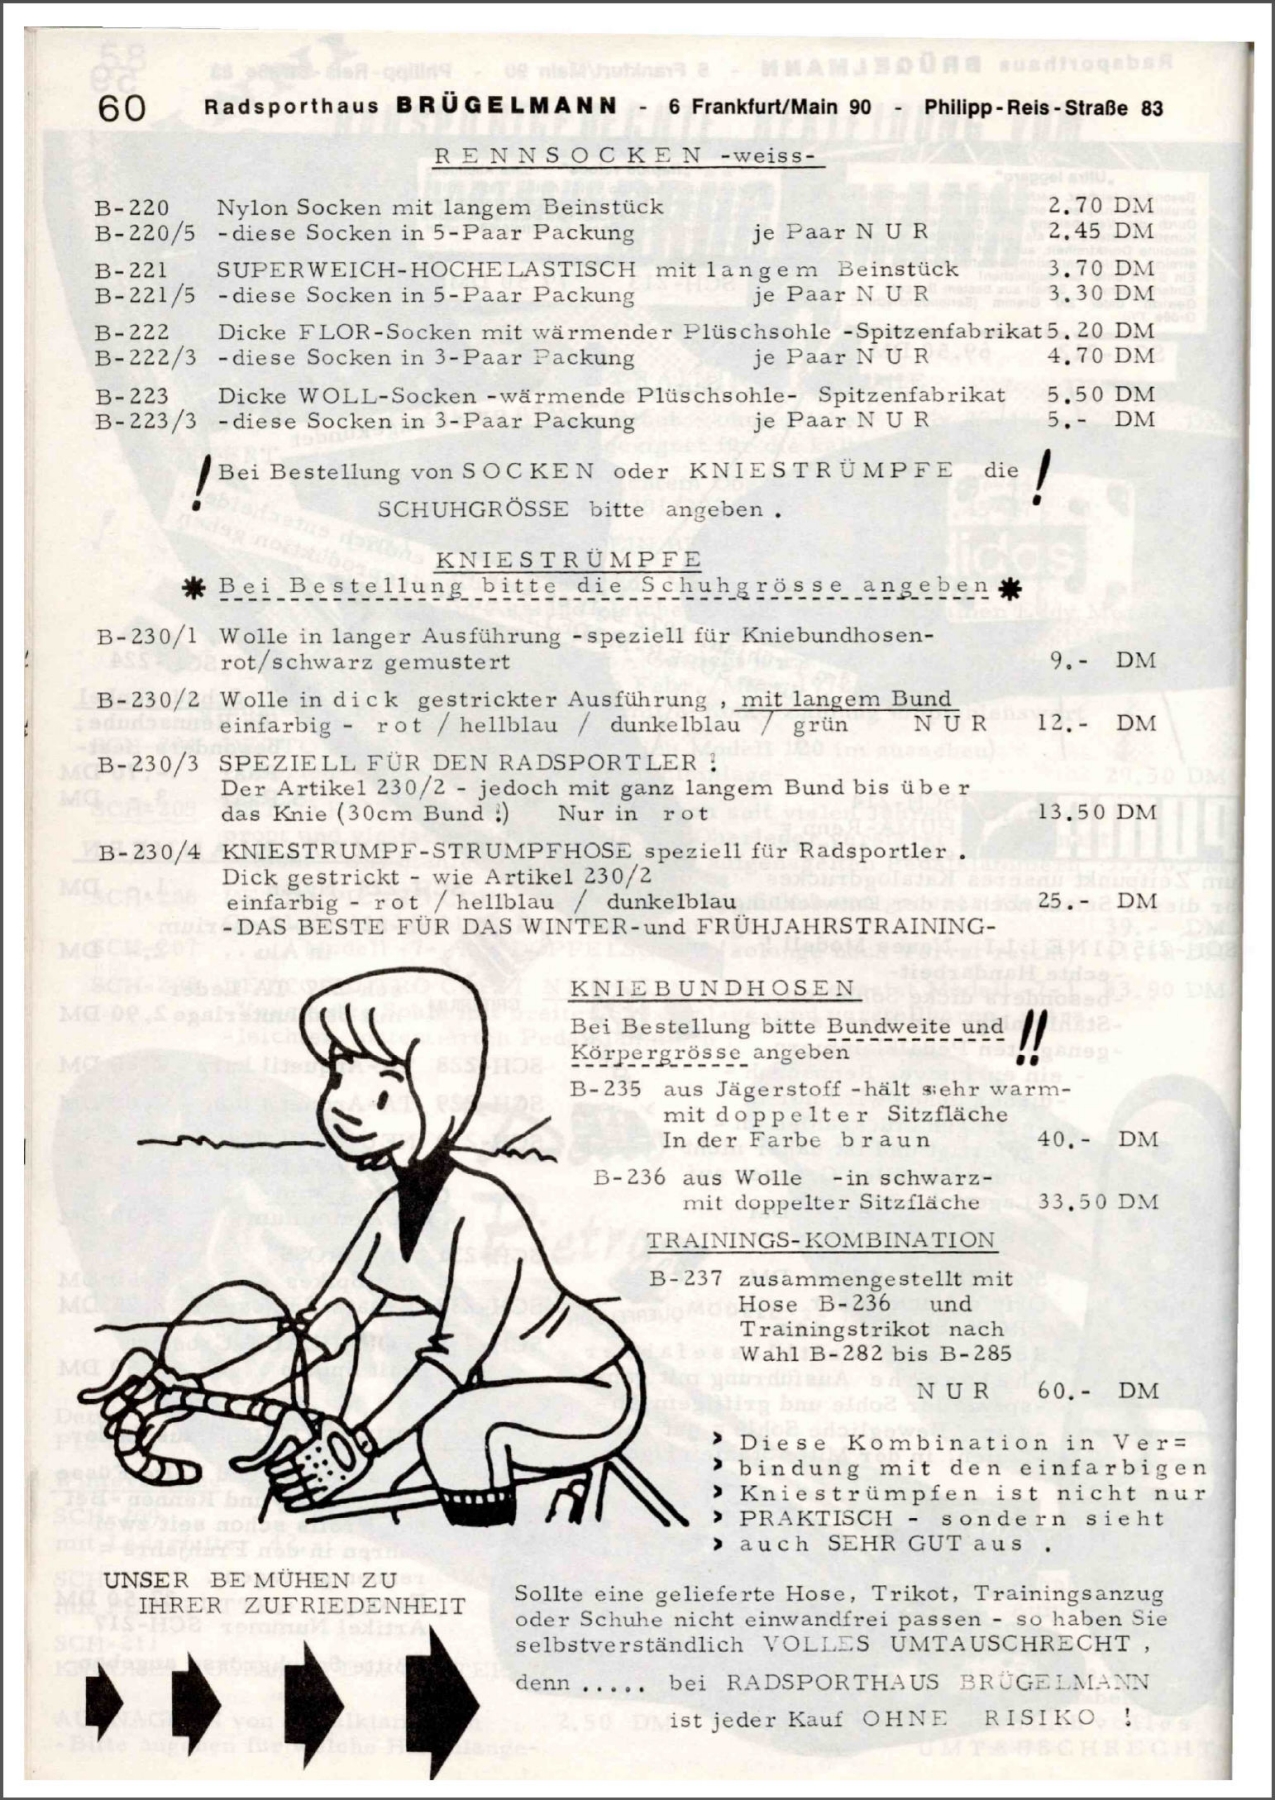 60 Radsporthaus BRÜGELMANN - 6 Frankfurt/Main 90 - Philipp-Reis-Straße 83
RENNSOCKEN -weiss-
B-220 Nylon Socken mit langem Beinstück 2.70 DM
B-220/5 -diese Socken in 5-Paar Packung je Paar NUR 2.45 DM
B-221 SUPERWEICH-HOCHELASTISCH mit langem Beinstück 3.70 DM
B-221/5 -diese Socken in 5-Paar Packung je Paar NUR 3.30 DM
B-222 Dicke FLOR-Socken mit wärmender Plüschsohle -Spitzenfabrikat 5.20 DM
B-222/3 -diese Socken in 3-Paar Packung je Paar NUR 4.70 DM
B-223 Dicke WOLL-Socken -wärmende Plüschsohle- Spitzenfabrikat 5.50 DM
B-223/3 -diese Socken in 3-Paar Packung je Paar NUR 5.- DM
! Bei Bestellung von SOCKEN oder KNIESTRÜMPFE die !
SCHUHGRÖSSE bitte angeben .
KNIESTRÜMPFE
* Bei Bestellung bitte die Schuhgrösse angeben *
B-230/1 Wolle in langer Ausführung -speziell für Kniebundhosen-
rot/schwarz gemustert 9.- DM
B-230/2 Wolle in dick gestrickter Ausführung , mit langem Bund
einfarbig - rot / hellblau / dunkelblau / grün NUR 12.- DM
B-230/3 SPEZIELL FÜR DEN RADSPORTLER !
Der Artikel 230/2 - jedoch mit ganz langem Bund bis über
das Knie (30cm Bund !) Nur in rot 13.50 DM
B-230/4 KNIESTRUMPF-STRUMPFHOSE speziell für Radsportler .
Dick gestrickt - wie Artikel 230/2
einfarbig - rot / hellblau / dunkelblau 25.- DM
-DAS BESTE FÜR DAS WINTER-und FRÜHJAHRSTRAINING-
KNIEBUNDHOSEN
Bei Bestellung bitte Bundweite und !!
Körpergrösse angeben
B-235 aus Jägerstoff -hält sehr warm-
mit doppelter Sitzfläche
In der Farbe braun 40.- DM
B-236 aus Wolle -in schwarz-
mit doppelter Sitzfläche 33.50 DM
TRAININGS-KOMBINATION
B-237 zusammengestellt mit
Hose B-236 und
Trainingstrikot nach
Wahl B-282 bis B-285
NUR 60.- DM
> Diese Kombination in Ver=
> bindung mit den einfarbigen
> Kniestrümpfen ist nicht nur
> PRAKTISCH - sondern sieht
> auch SEHR GUT aus .
UNSER BEMÜHEN ZU
IHRER ZUFRIEDENHEIT
Sollte eine gelieferte Hose, Trikot, Trainingsanzug
oder Schuhe nicht einwandfrei passen - so haben Sie
selbstverständlich VOLLES UMTAUSCHRECHT ,
denn ..... bei RADSPORTHAUS BRÜGELMANN
ist jeder Kauf OHNE RISIKO !